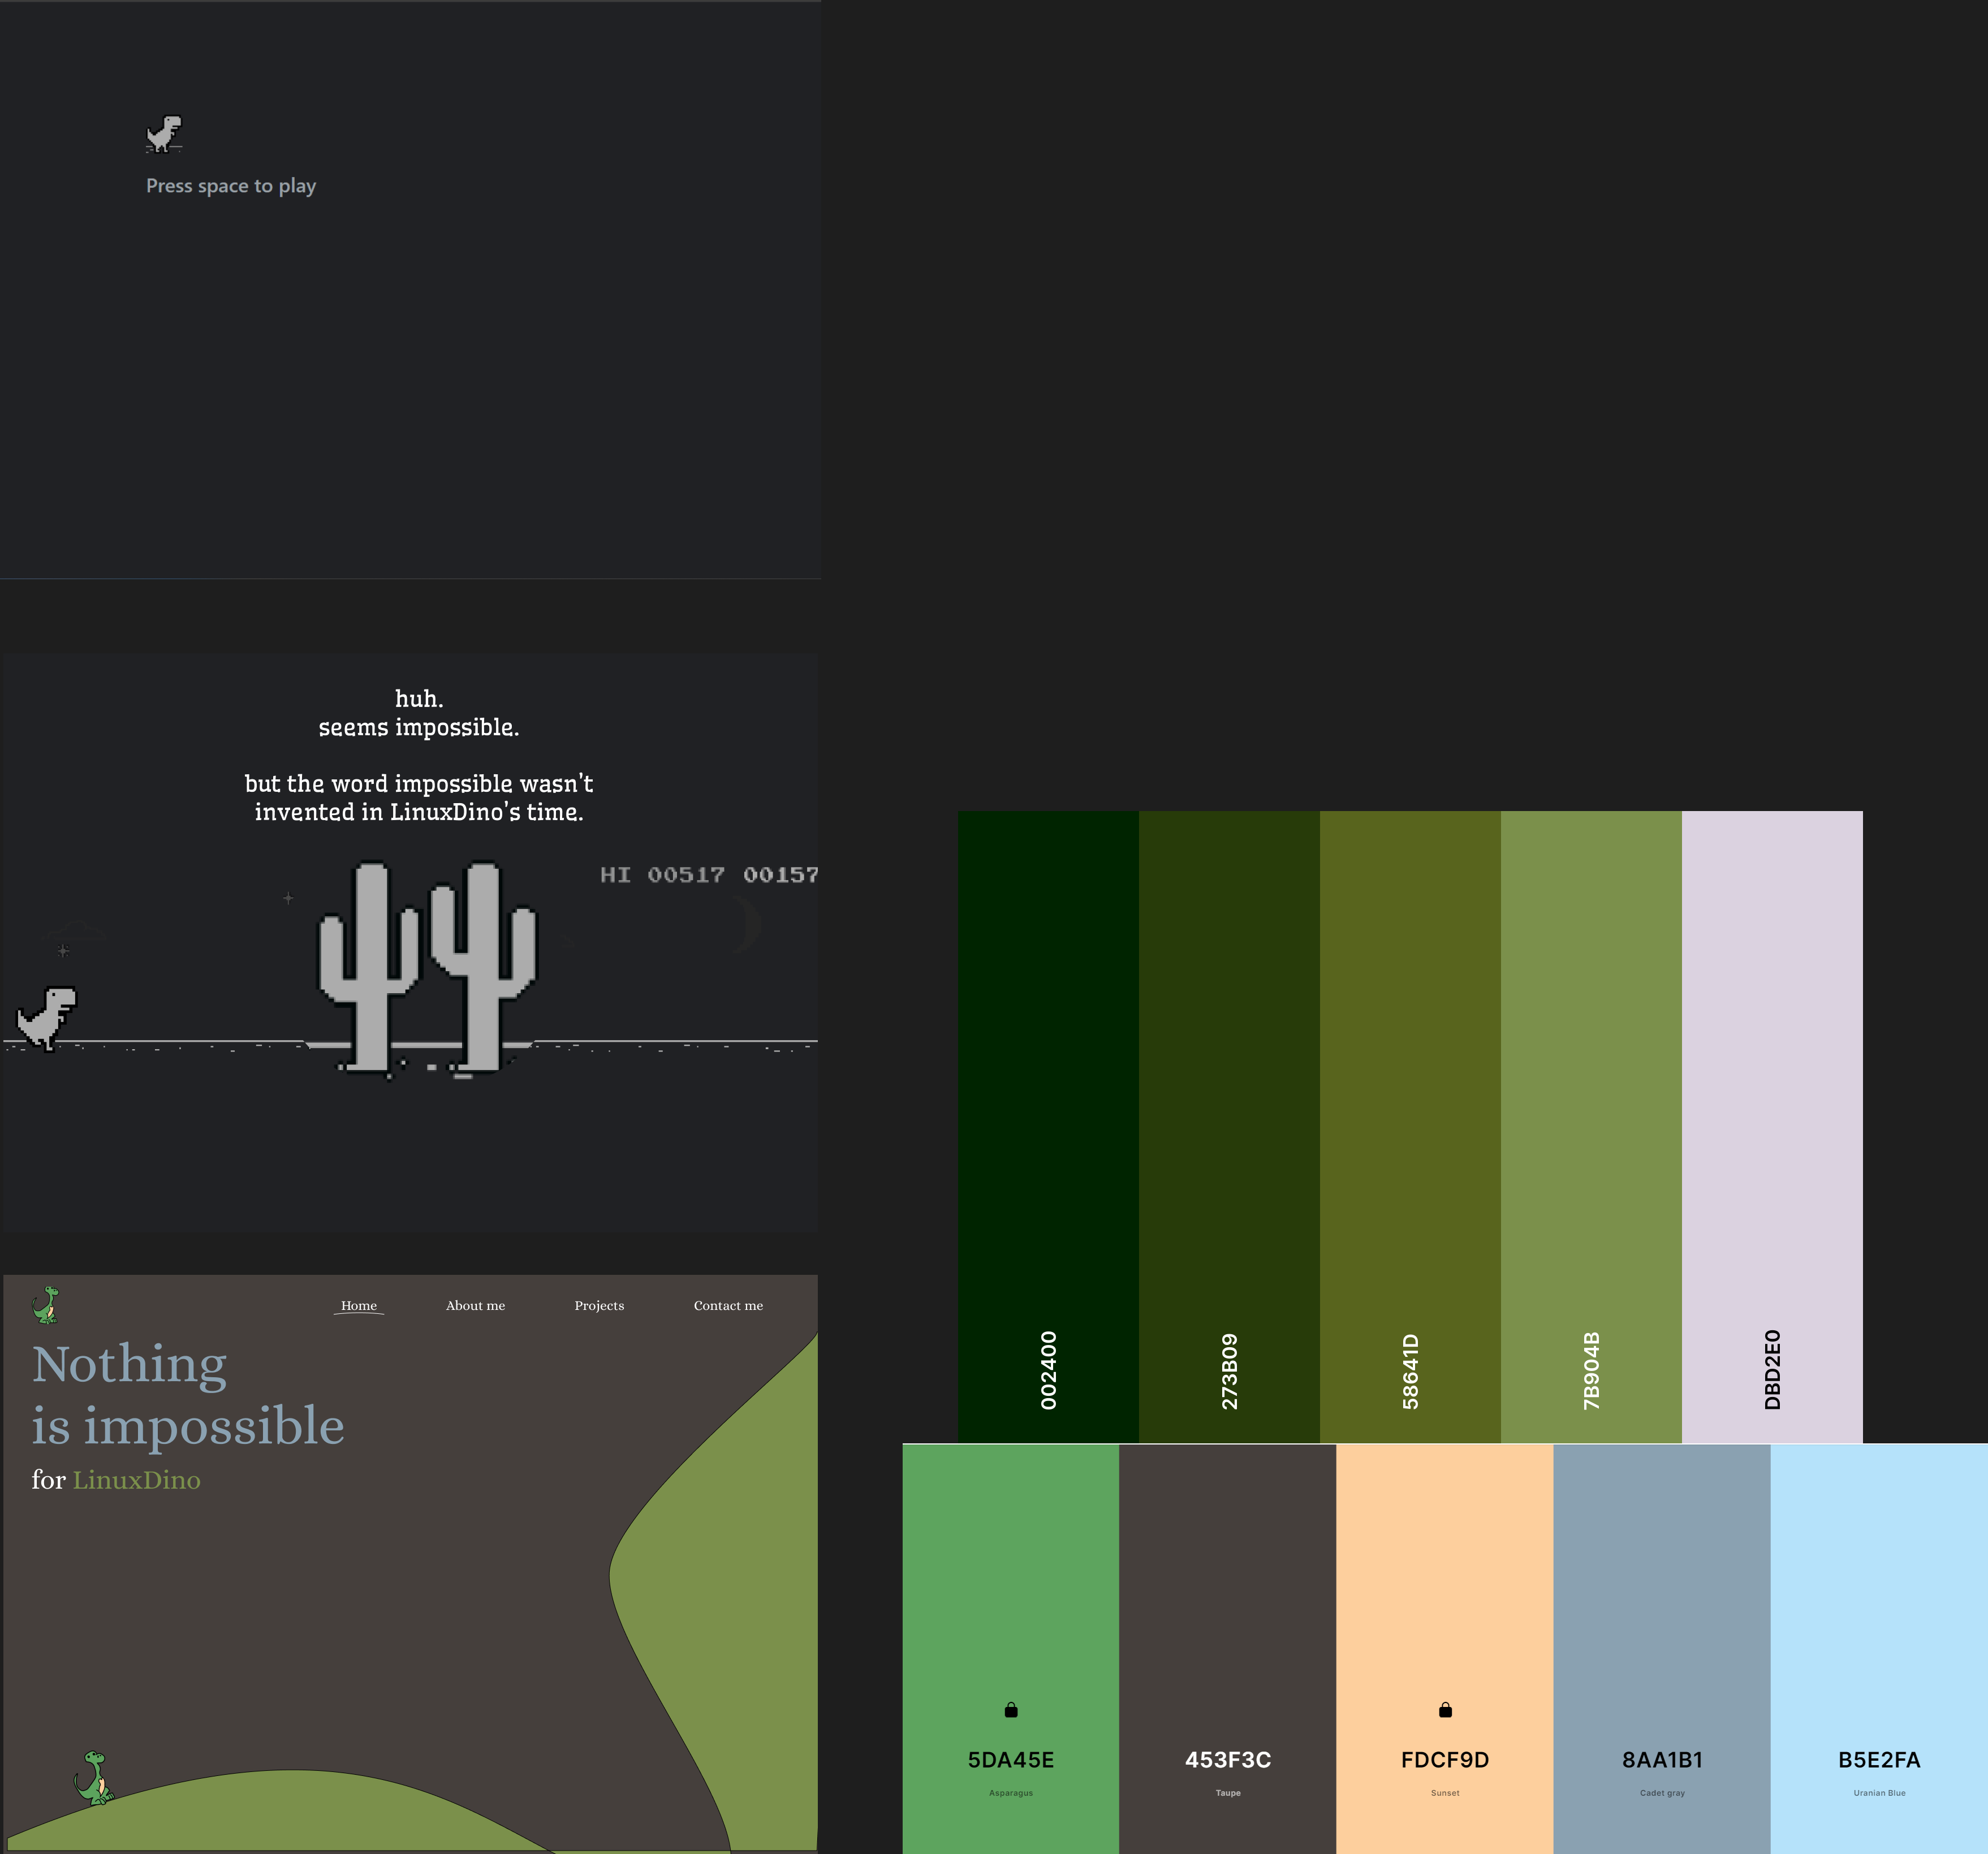 Press space to play
huh.
seems impossible.
but the word impossible wasn't
invented in LinuxDino's time.
HI 00517 00157
Home About me Projects Contact me
Nothing
is impossible
for LinuxDino
002400
273B09
58641D
7B904B
DBD2E0
5DA45E
Asparagus
453F3C
Taupe
FDCF9D
Sunset
8AA1B1
Cadet gray
B5E2FA
Uranian Blue